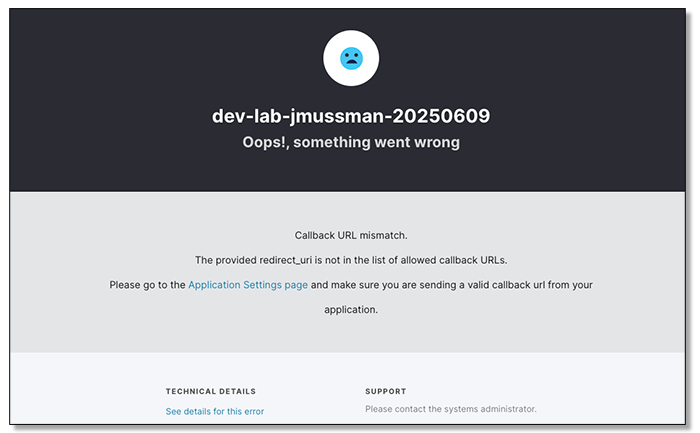 dev-lab-jmussman-20250609
Oops!, something went wrong
Callback URL mismatch.
The provided redirect_uri is not in the list of allowed callback URLs.
Please go to the Application Settings page and make sure you are sending a valid callback url from your
application.
TECHNICAL DETAILS
See details for this error
SUPPORT
Please contact the systems administrator.